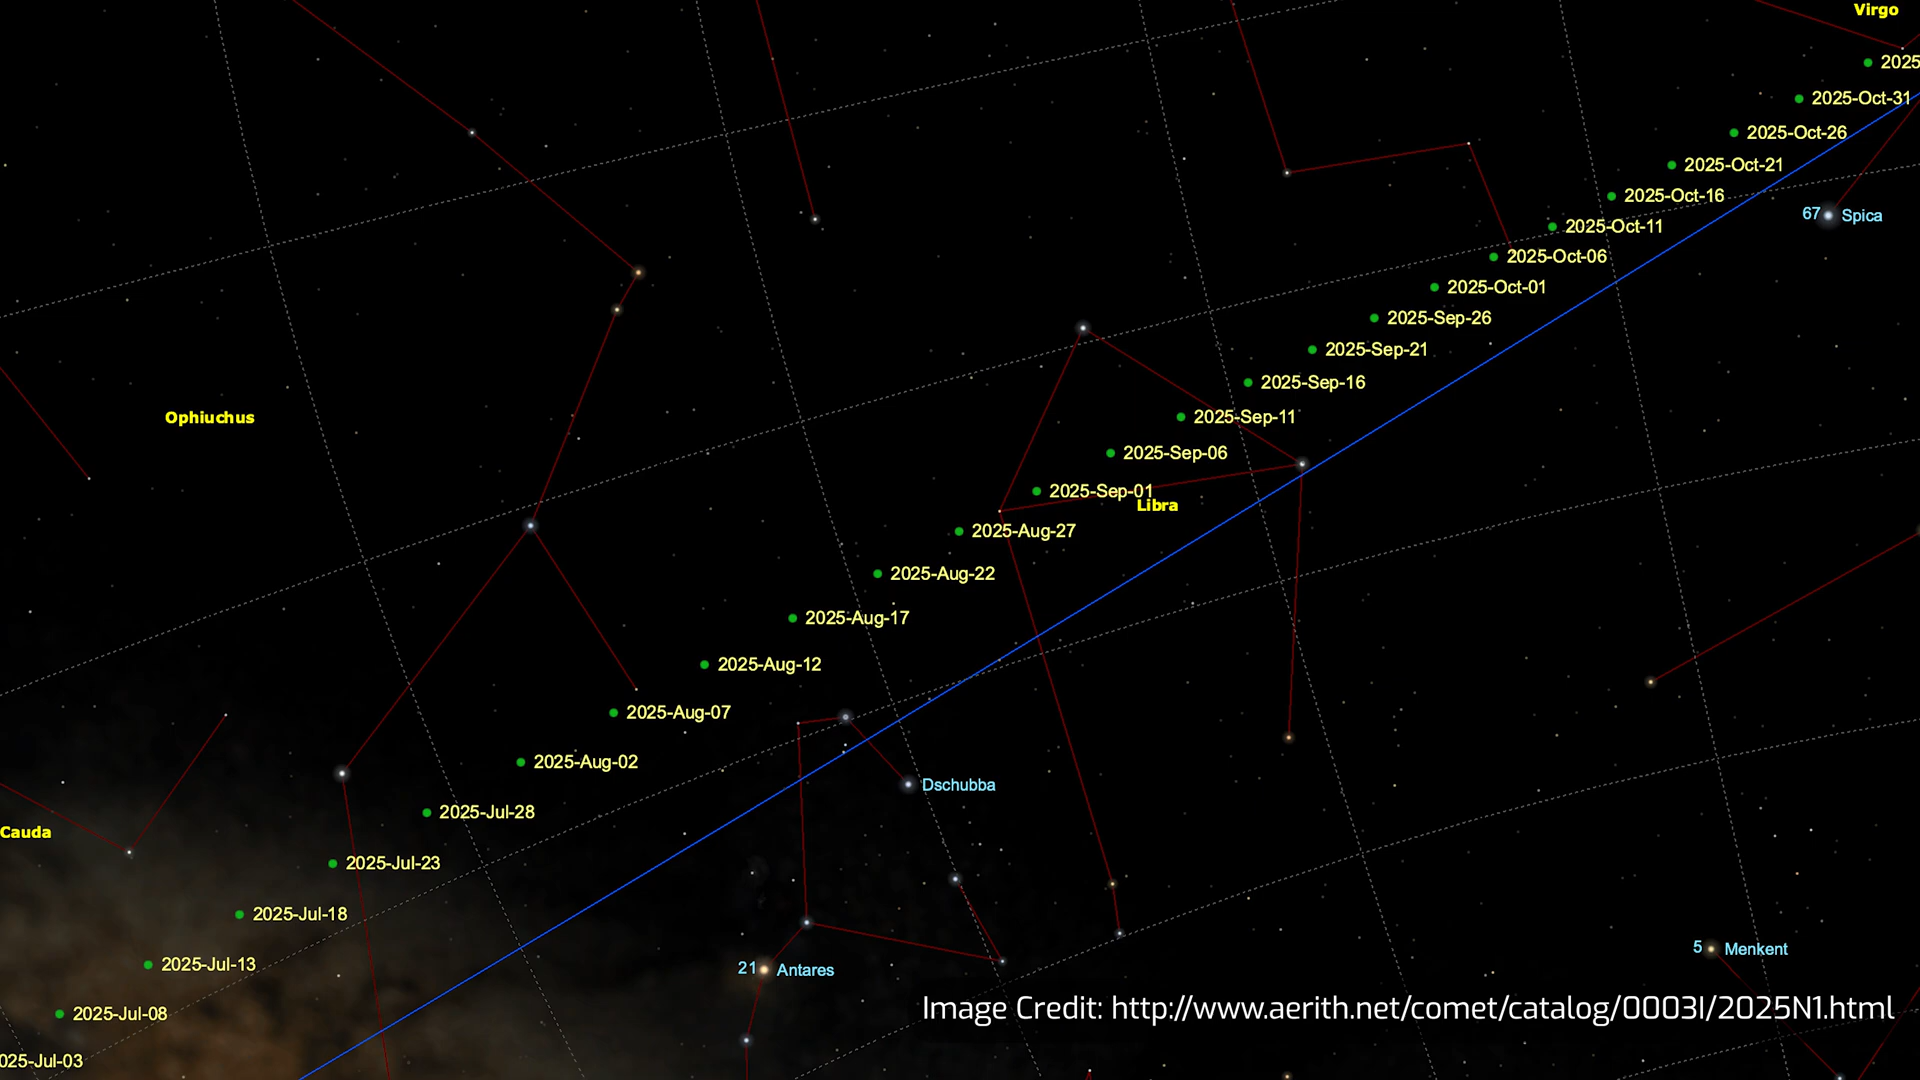 Virgo
2025
2025-Oct-31
2025-Oct-26
2025-Oct-21
2025-Oct-16
67 Spica
2025-Oct-11
2025-Oct-06
2025-Oct-01
2025-Sep-26
2025-Sep-21
2025-Sep-16
2025-Sep-11
Ophiuchus
2025-Sep-06
2025-Sep-01
Libra
2025-Aug-27
2025-Aug-22
2025-Aug-17
2025-Aug-12
2025-Aug-07
2025-Aug-02
Dschubba
2025-Jul-28
Cauda
2025-Jul-23
2025-Jul-18
5 Menkent
2025-Jul-13
21 Antares
Image Credit: http://www.aerith.net/comet/catalog/0003I/2025N1.html
2025-Jul-08
025-Jul-03